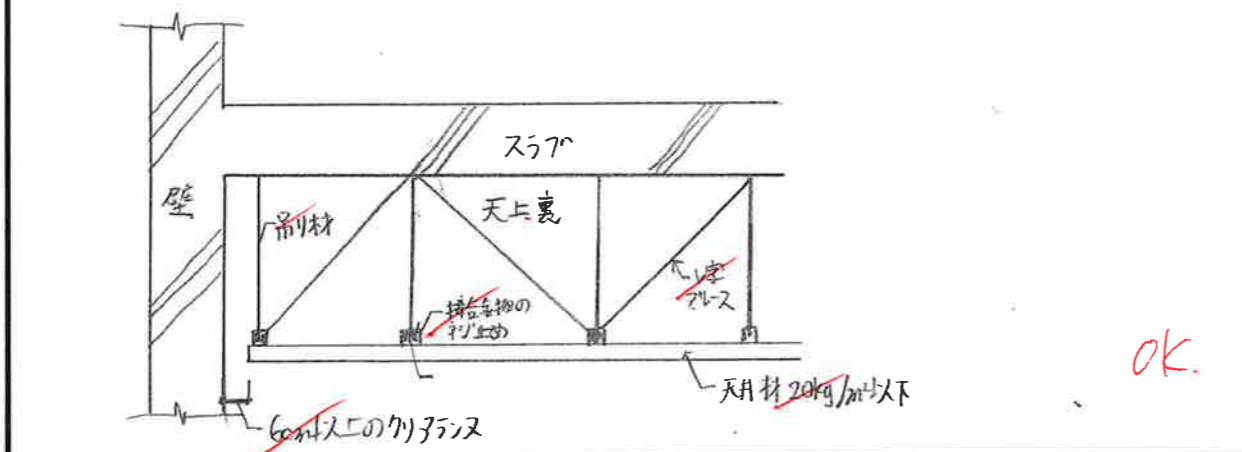 スラブ
壁
天上裏
吊り材
V字
ブレース
接合金物の
ネジ止め
天井材 20kg/m²以下
6cm以上のクリアランス
OK.